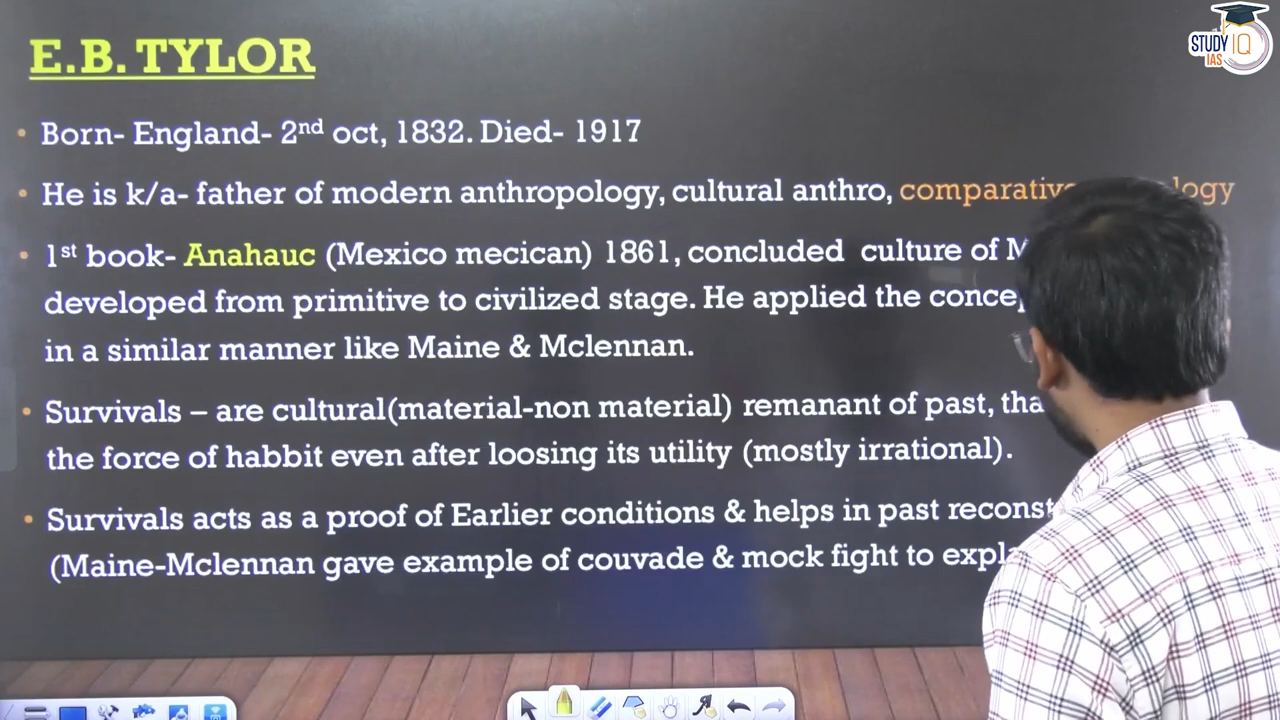 E.B. TYLOR
STUDY IQ
IAS
• Born- England- 2nd oct, 1832. Died- 1917
• He is k/a- father of modern anthropology, cultural anthro,
• 1st book- Anahauc (Mexico mecican) 1861, concluded culture of
developed from primitive to civilized stage. He applied the
in a similar manner like Maine & Mclennan.
• Survivals – are cultural(material-non material) remanant of past,
the force of habbit even after loosing its utility (mostly irrational).
• Survivals acts as a proof of Earlier conditions & helps in past
(Maine-Mclennan gave example of couvade & mock fight to